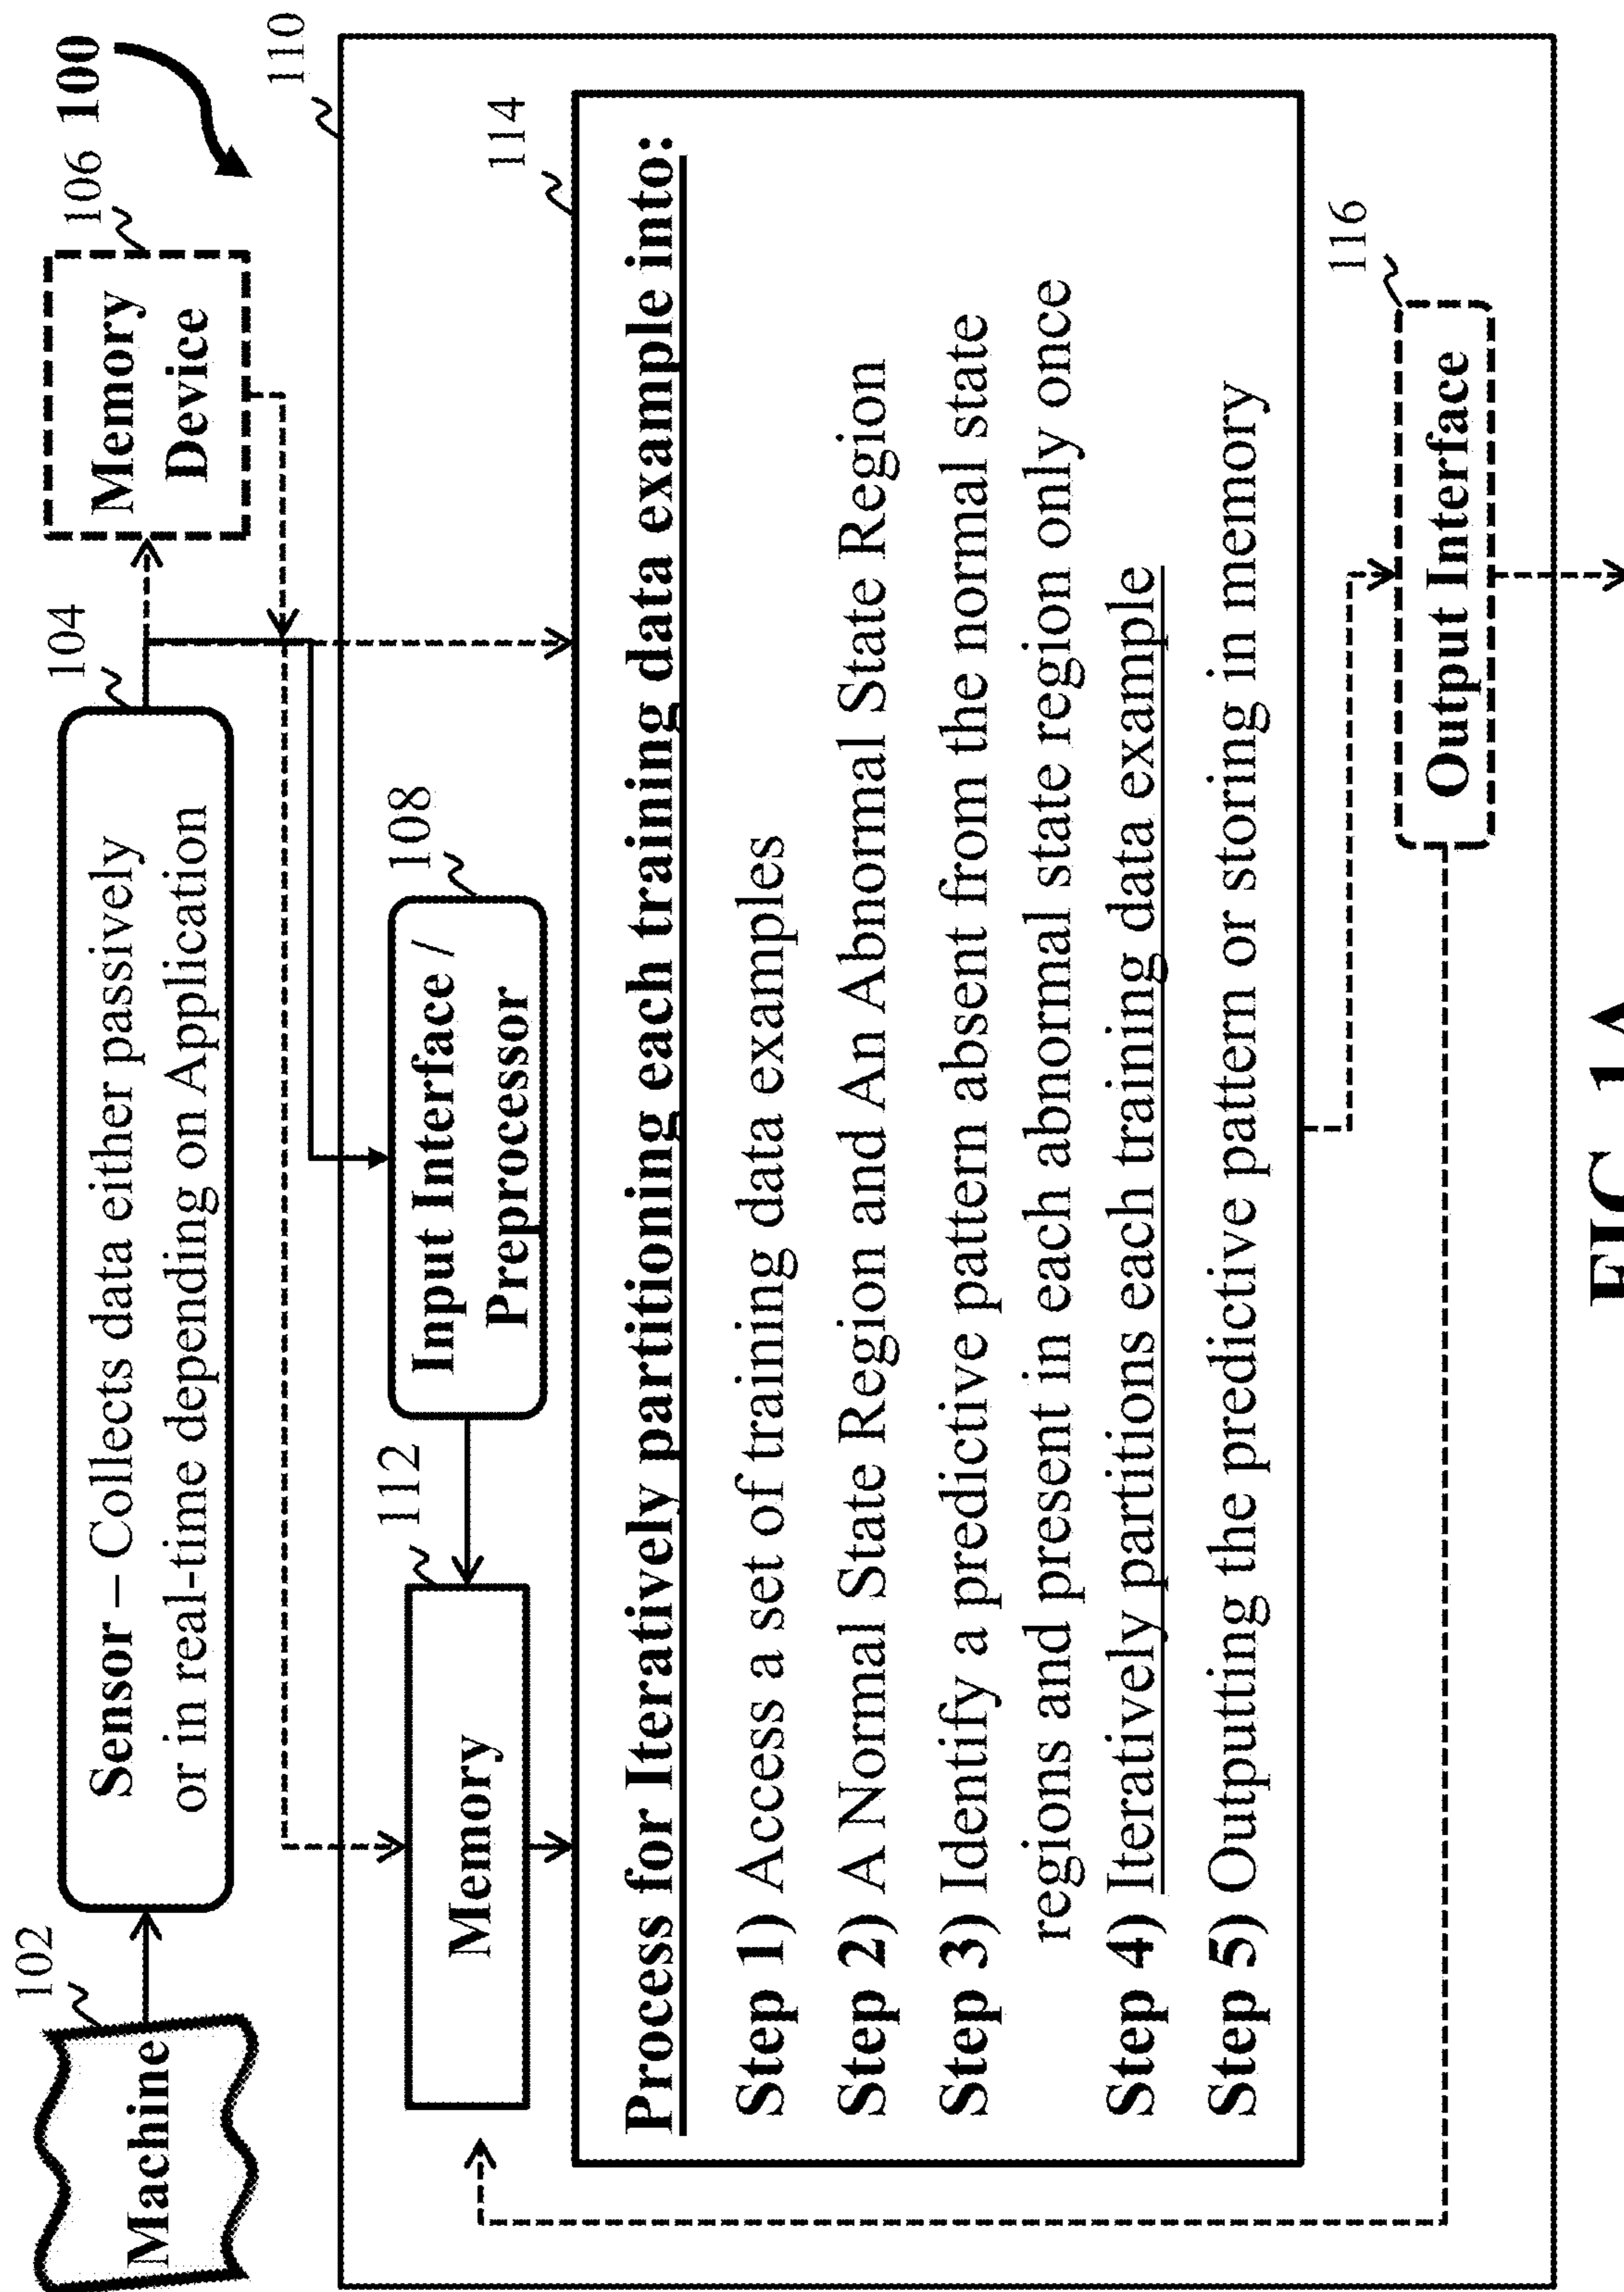 100
102
Machine
104
Sensor – Collects data either passively
or in real-time depending on Application
106
Memory
Device
110
112
Memory
108
Input Interface /
Preprocessor
114
Process for Iteratively partitioning each training data example into:
Step 1) Access a set of training data examples
Step 2) A Normal State Region and An Abnormal State Region
Step 3) Identify a predictive pattern absent from the normal state
regions and present in each abnormal state region only once
Step 4) Iteratively partitions each training data example
Step 5) Outputting the predictive pattern or storing in memory
116
Output Interface
FIG. 1A